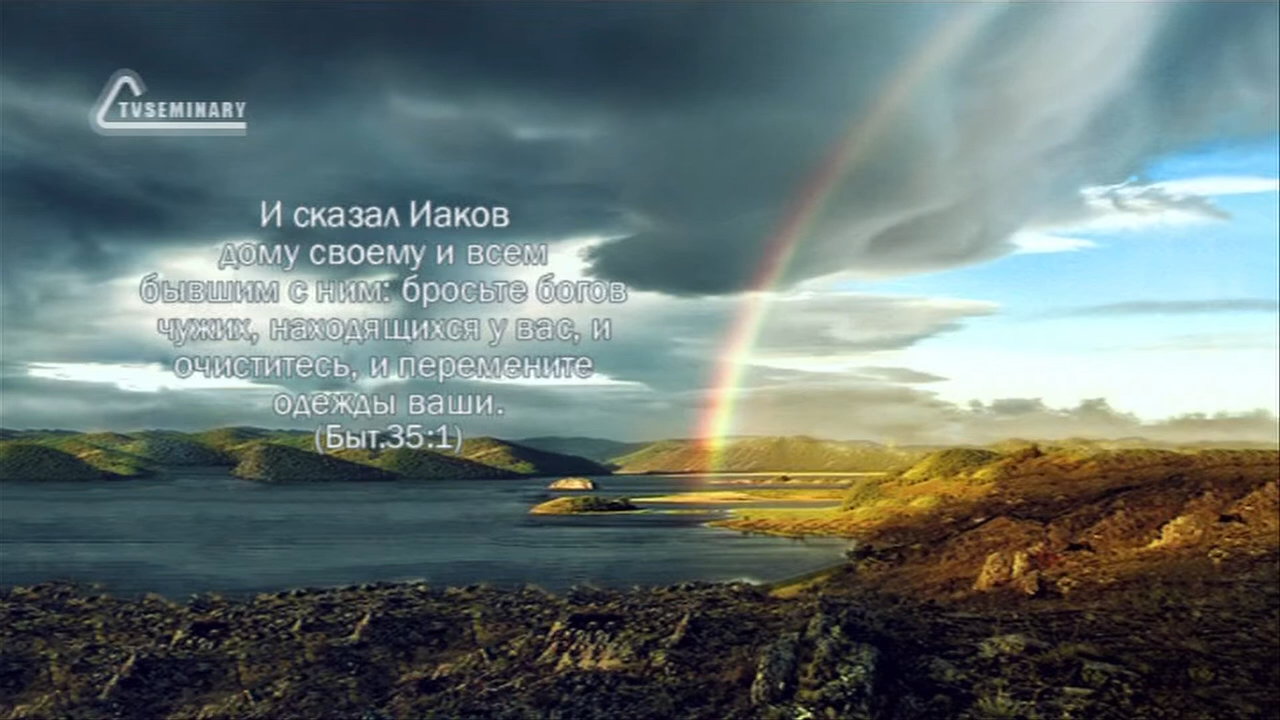 TVSEMINARY
И сказал Иаков
дому своему и всем
бывшим с ним: бросьте богов
чужих, находящихся у вас, и
очиститесь, и перемените
одежды ваши.
(Быт.35:1)